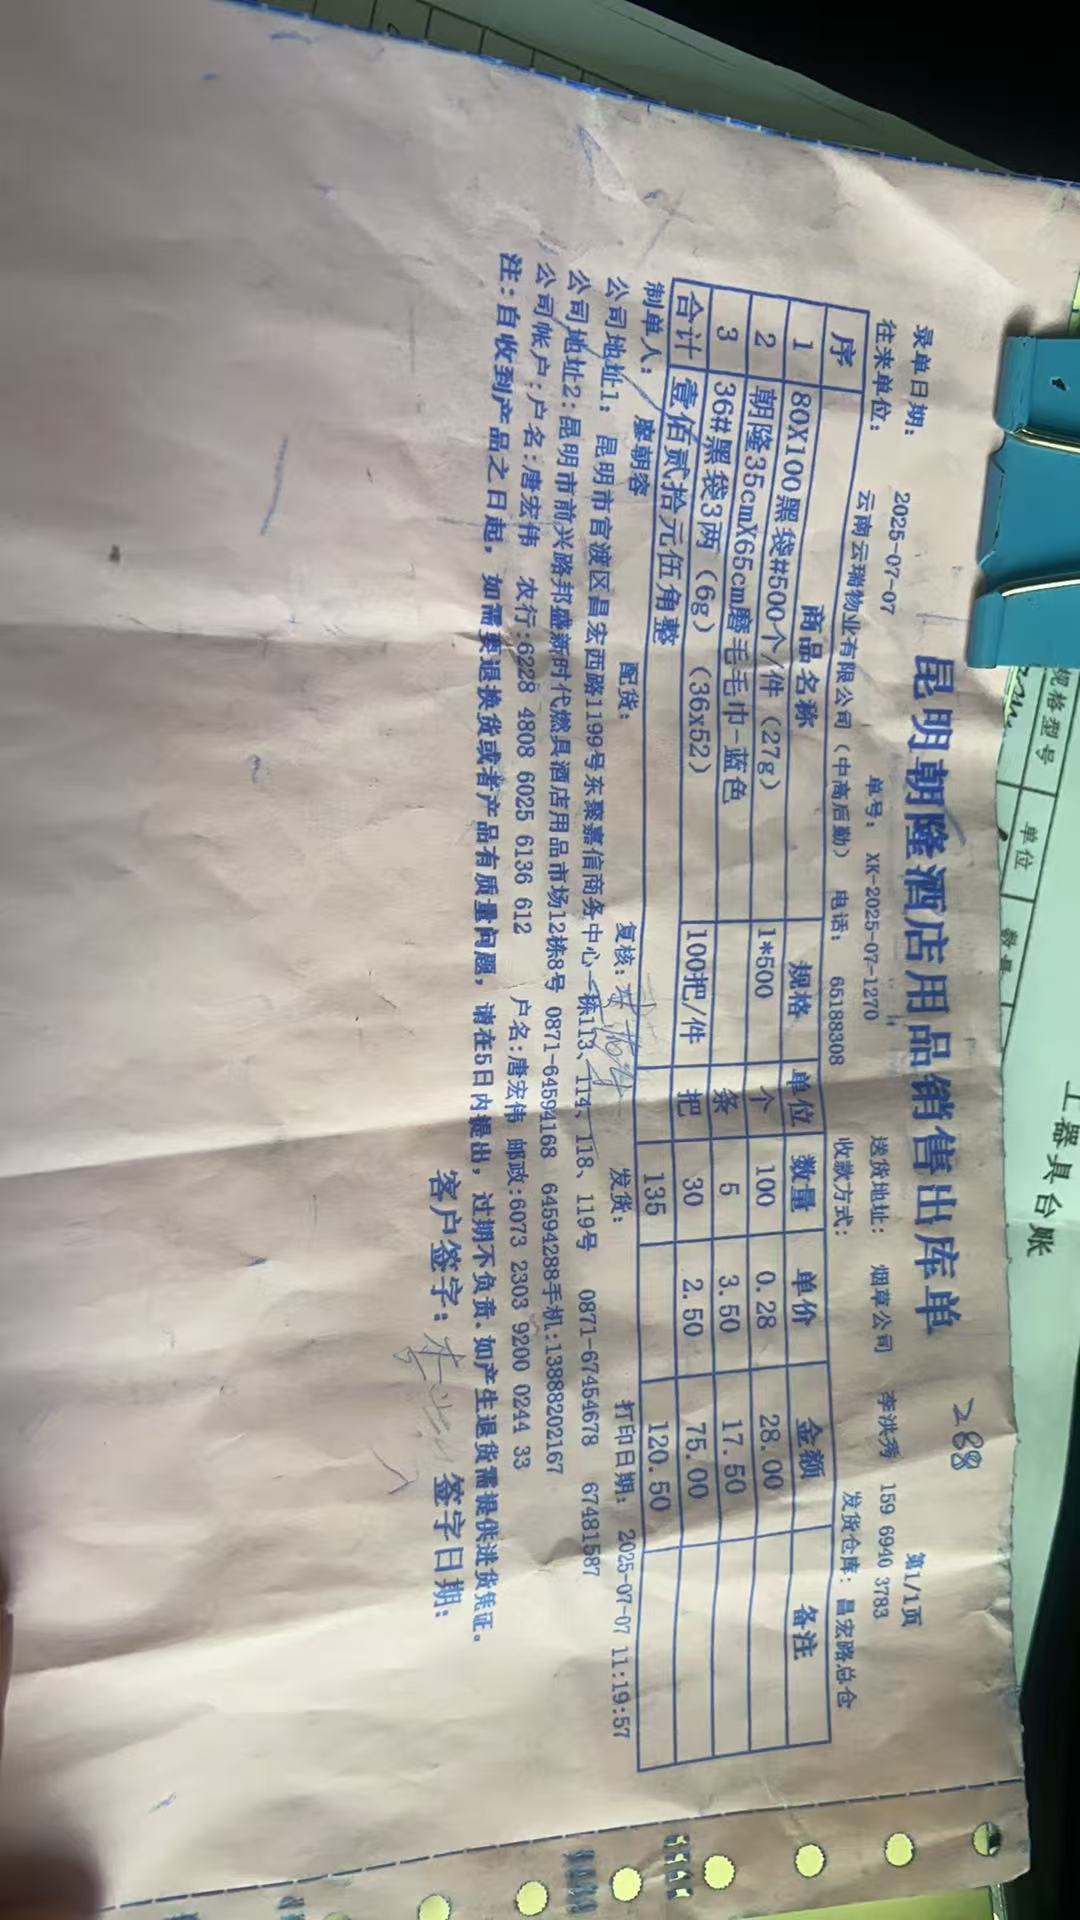 昆明朝隆酒店用品销售出库单
288
第1/1页
录单日期： 2025-07-07 单号： XK-2025-07-1270 送货地址： 烟草公司 李洪秀 159 6940 3783
往来单位： 云南云瑞物业有限公司（中高后勤） 电话： 65188308 收款方式： 发货仓库：昌宏路总仓
序 商品名称 规格 单位 数量 单价 金额 备注
1 80X100黑袋#500个/件（27g） 1*500 个 100 0.28 28.00
2 朝隆35cmX65cm磨毛毛巾-蓝色 条 5 3.50 17.50
3 36#黑袋3两（6g）（36x52） 100把/件 把 30 2.50 75.00
合计 壹佰贰拾元伍角整 135 120.50
制单人： 廖朝容 配货： 复核： 发货： 打印日期： 2025-07-07 11:19:57
公司地址1: 昆明市官渡区昌宏西路1199号东聚嘉信商务中心一栋113、114、118、119号 0871-67454678 67481587
公司地址2:昆明市前兴路邦盛新时代燃具酒店用品市场12栋8号 0871-64594168 64594288手机:13888202167
公司帐户:户名:唐宏伟 农行:6228 4808 6025 6136 612 户名:唐宏伟 邮政:6073 2303 9200 0244 33
注：自收到产品之日起，如需要退换货或者产品有质量问题，请在5日内提出，过期不负责.如产生退货需提供进货凭证。
客户签字： 签字日期：
工器具台账
规格型号 单位 数量